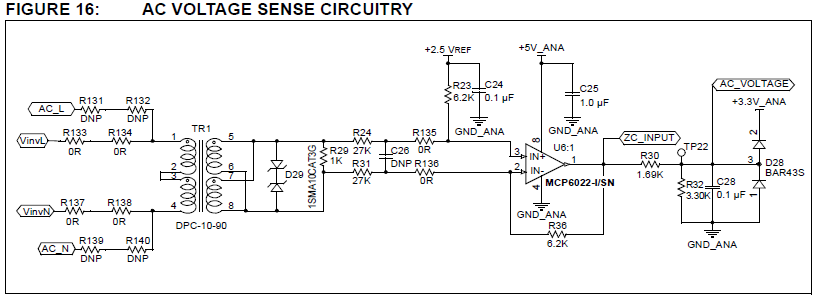 FIGURE 16: AC VOLTAGE SENSE CIRCUITRY
+2.5 VREF
+5V_ANA
AC_L
R131
DNP
R132
DNP
R23
6.2K
C24
0.1 µF
C25
1.0 µF
AC_VOLTAGE
+3.3V_ANA
VinvL
R133
0R
R134
0R
TR1
1
2
3
4
5
6
7
8
D29
1SMA10CAT3G
R29
1K
R24
27K
C26
DNP
R135
0R
R31
27K
R136
0R
GND_ANA
GND_ANA
8
U6:1
3
IN+
2
IN-
1
4
MCP6022-I/SN
GND_ANA
ZC_INPUT
TP22
R30
1.69K
R32
3.30K
C28
0.1 µF
2
3
1
D28
BAR43S
GND_ANA
R36
6.2K
VinvN
R137
0R
R138
0R
AC_N
R139
DNP
R140
DNP
DPC-10-90